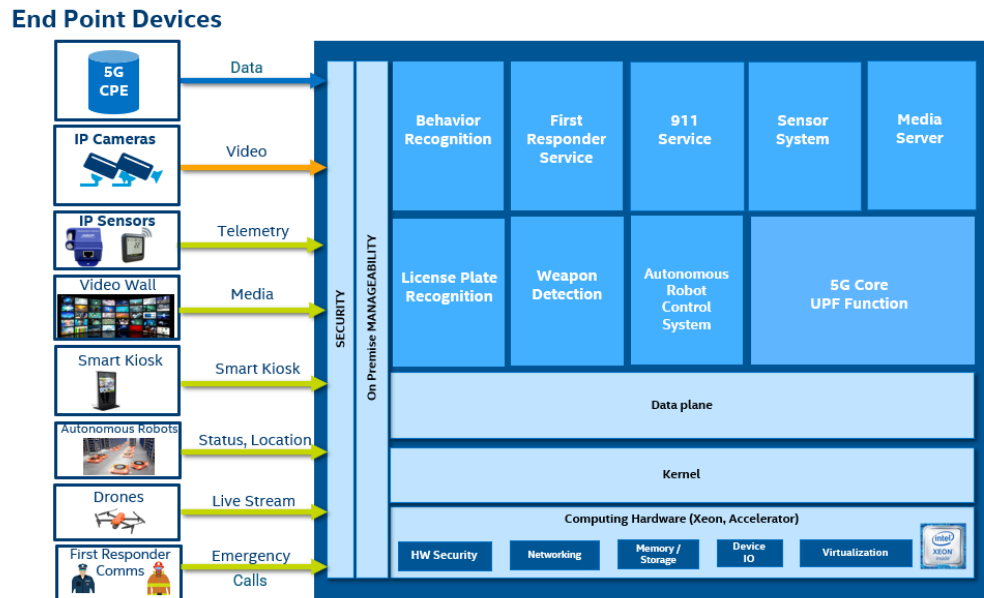 End Point Devices
5G
CPE
Data
IP Cameras
Video
IP Sensors
Telemetry
Video Wall
Media
Smart Kiosk
Smart Kiosk
Autonomous Robots
Status, Location
Drones
Live Stream
First Responder
Comms
Emergency
Calls
SECURITY
On Premise MANAGEABILITY
Behavior
Recognition
First
Responder
Service
911
Service
Sensor
System
Media
Server
License Plate
Recognition
Weapon
Detection
Autonomous
Robot
Control
System
5G Core
UPF Function
Data plane
Kernel
Computing Hardware (Xeon, Accelerator)
HW Security
Networking
Memory /
Storage
Device
IO
Virtualization
intel
XEON
inside